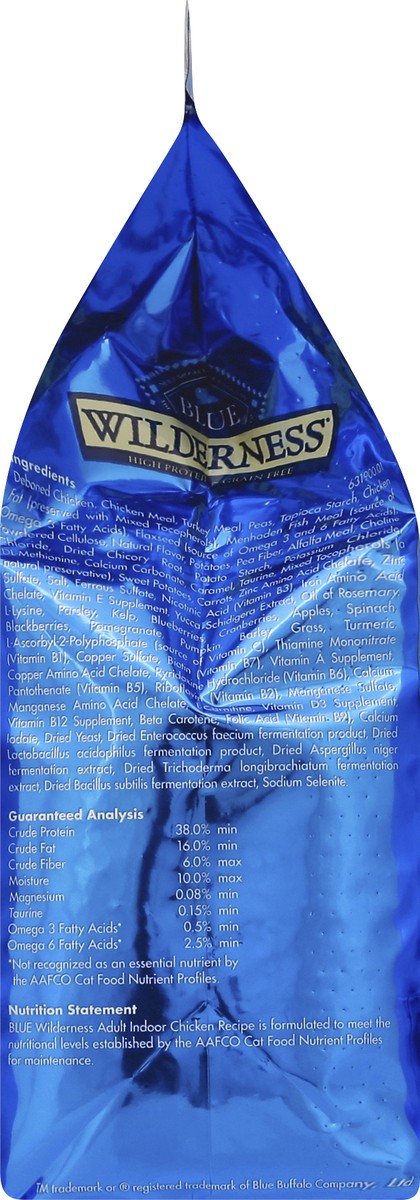 BLUE
WILDERNESS
HIGH PROTEIN GRAIN FREE
631900.01
Ingredients
Deboned Chicken, Chicken Meal, Turkey Meal, Peas, Tapioca Starch, Chicken
Fat (preserved with Mixed Tocopherols), Menhaden Fish Meal (source of
Omega 3 Fatty Acids), Flaxseed (source of Omega 3 and 6 Fatty Acids),
Powdered Cellulose, Natural Flavor, Potatoes, Pea Fiber, Alfalfa Meal, Choline
Chloride, Dried Chicory Root, Potato Starch, Potassium Chloride,
Methionine, Calcium Carbonate, Caramel, Taurine, Mixed Tocopherols (a
natural preservative), Sweet Potatoes, Carrots, Zinc Amino Acid Chelate, Zinc
Sulfate, Salt, Ferrous Sulfate, Nicotinic Acid (Vitamin B3), Iron Amino Acid
Chelate, Vitamin E Supplement, Yucca Schidigera Extract, Oil of Rosemary,
L-Lysine, Parsley, Kelp, Blueberries, Cranberries, Apples, Spinach,
Blackberries, Pomegranate, Pumpkin, Barley Grass, Turmeric,
L-Ascorbyl-2-Polyphosphate (source of Vitamin C), Thiamine Mononitrate
(Vitamin B1), Copper Sulfate, Biotin (Vitamin B7), Vitamin A Supplement,
Copper Amino Acid Chelate, Pyridoxine Hydrochloride (Vitamin B6), Calcium
Pantothenate (Vitamin B5), Riboflavin (Vitamin B2), Manganese Sulfate,
Manganese Amino Acid Chelate, L-Carnitine, Vitamin D3 Supplement,
Vitamin B12 Supplement, Beta Carotene, Folic Acid (Vitamin B9), Calcium
Iodate, Dried Yeast, Dried Enterococcus faecium fermentation product, Dried
Lactobacillus acidophilus fermentation product, Dried Aspergillus niger
fermentation extract, Dried Trichoderma longibrachiatum fermentation
extract, Dried Bacillus subtilis fermentation extract, Sodium Selenite.
Guaranteed Analysis
Crude Protein 38.0% min
Crude Fat 16.0% min
Crude Fiber 6.0% max
Moisture 10.0% max
Magnesium 0.08% min
Taurine 0.15% min
Omega 3 Fatty Acids* 0.5% min
Omega 6 Fatty Acids* 2.5% min
*Not recognized as an essential nutrient by
the AAFCO Cat Food Nutrient Profiles.
Nutrition Statement
BLUE Wilderness Adult Indoor Chicken Recipe is formulated to meet the
nutritional levels established by the AAFCO Cat Food Nutrient Profiles
for maintenance.
TM trademark or ® registered trademark of Blue Buffalo Company, Ltd